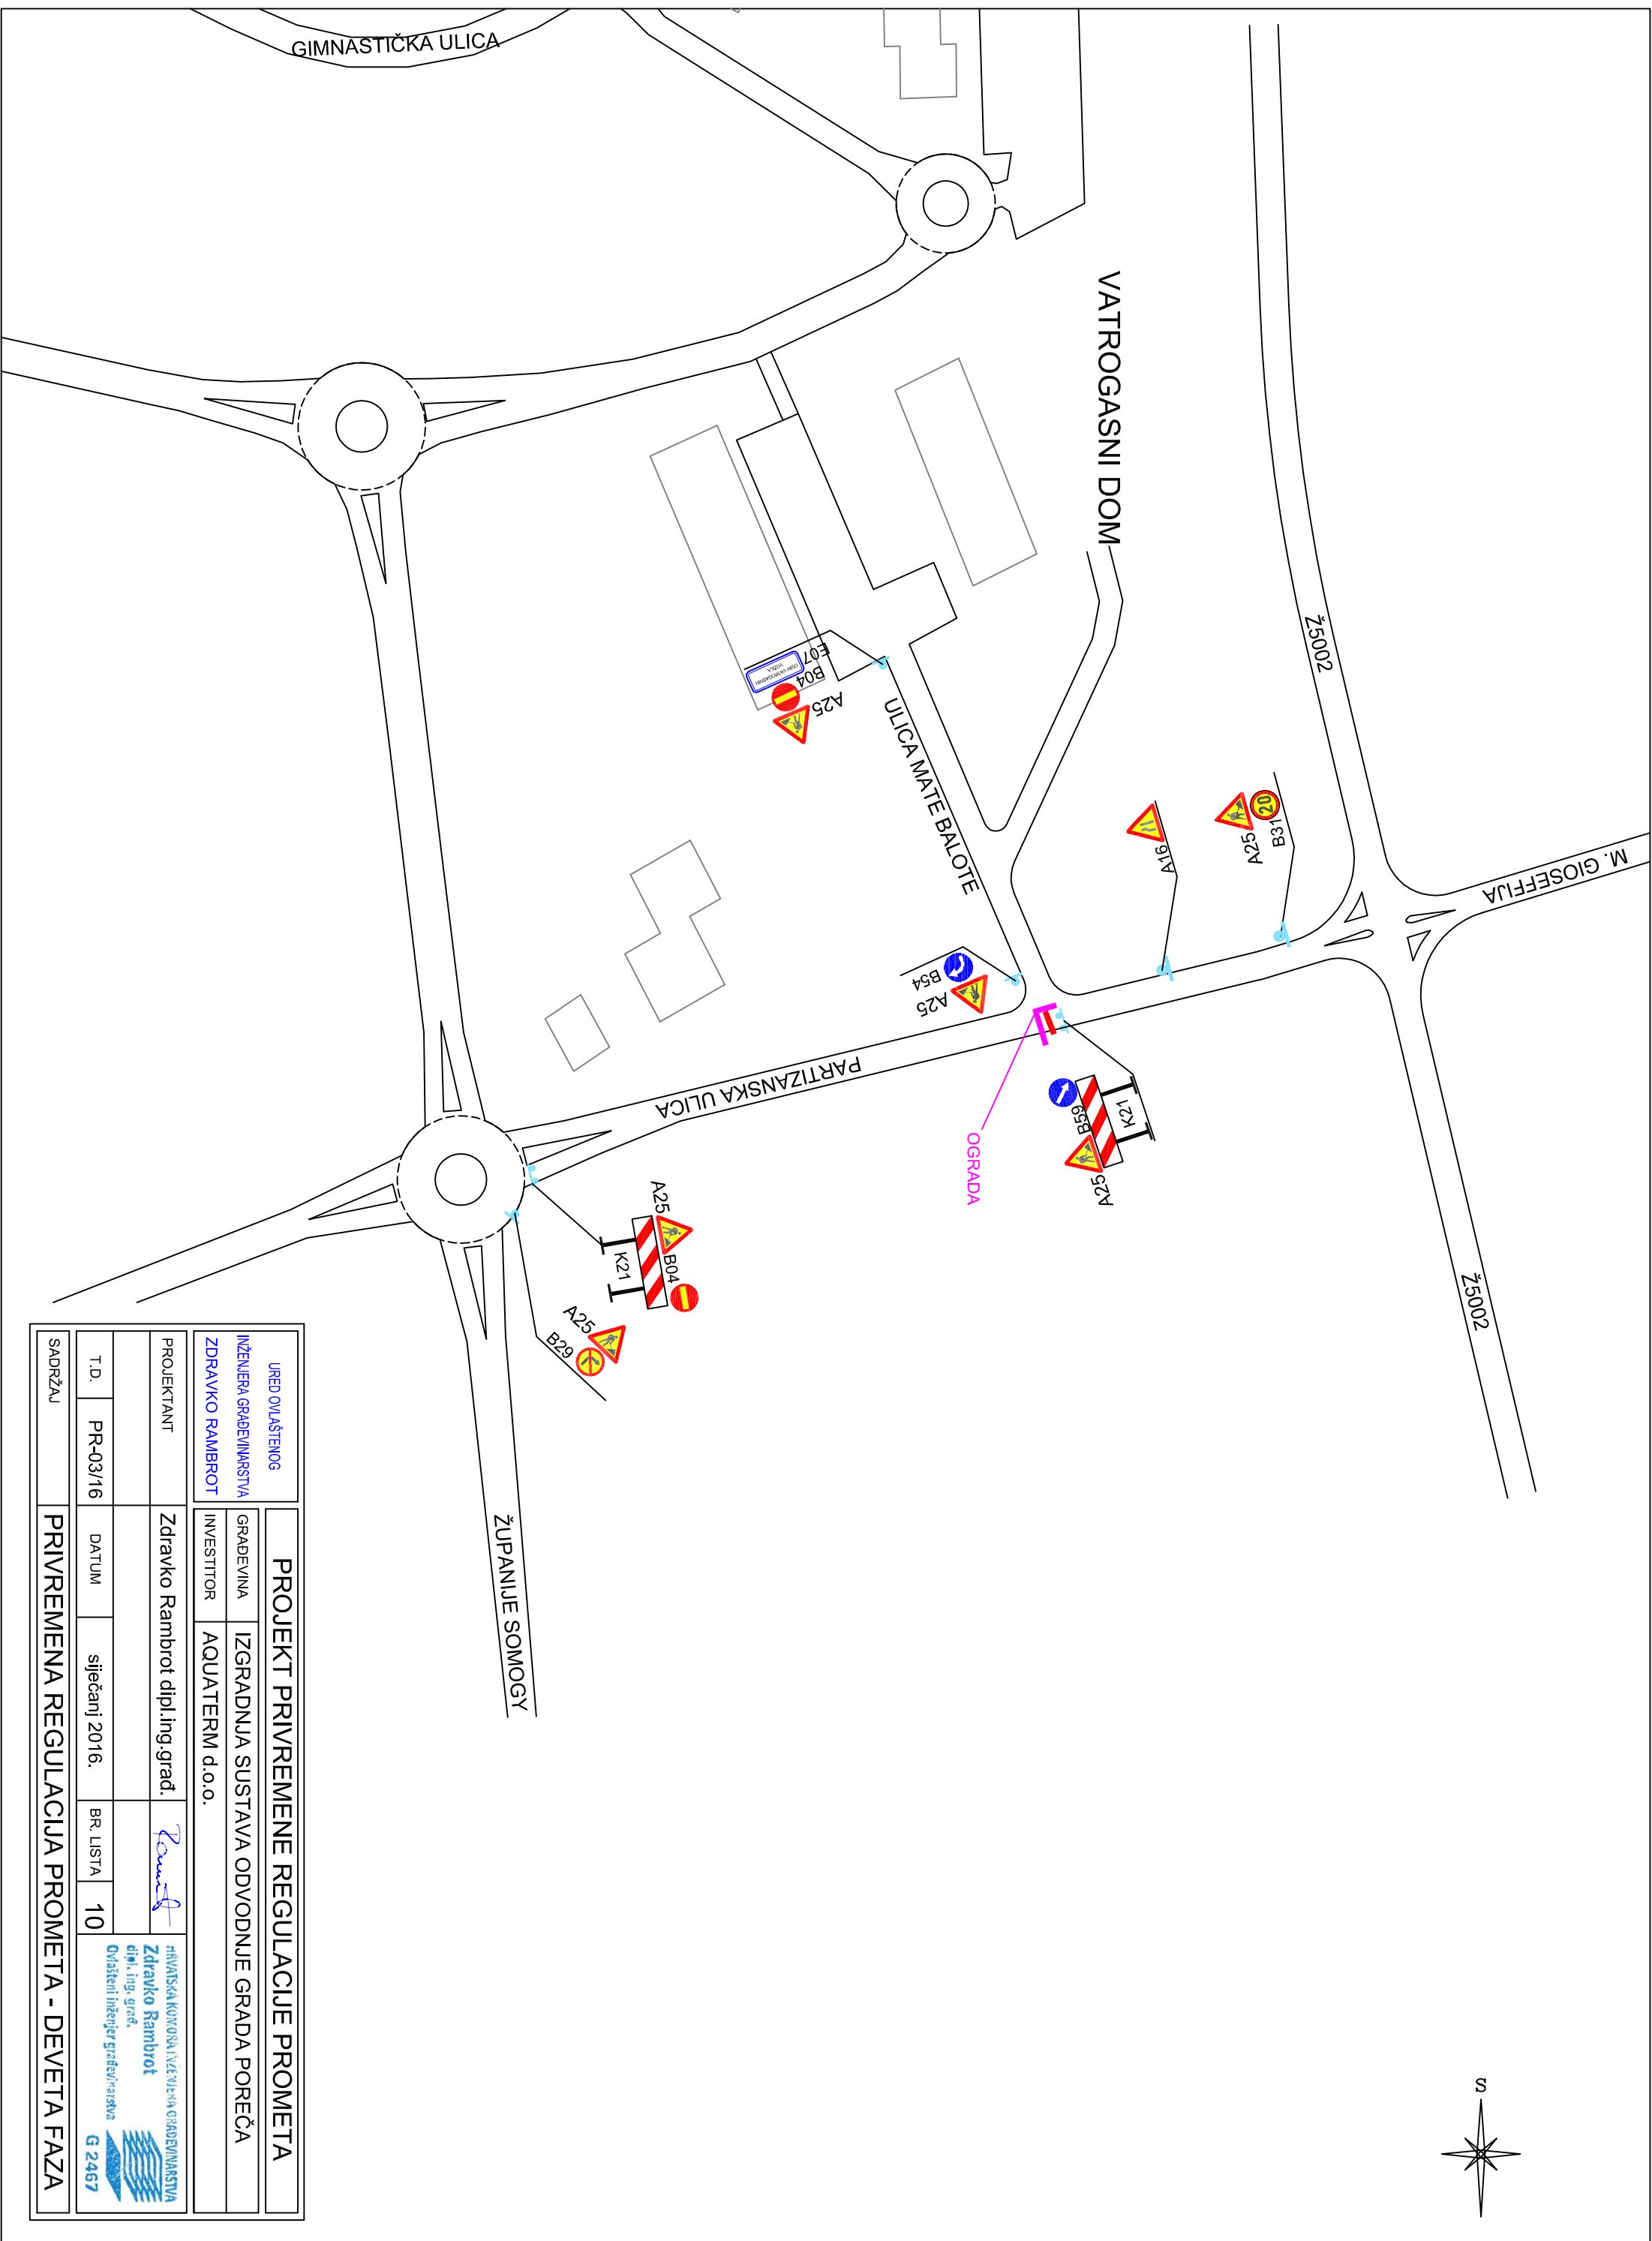 GIMNASTIČKA ULICA
VATROGASNI DOM
Ž5002
M. GIOSEFFIJA
Ž5002
ULICA MATE BALOTE
PARTIZANSKA ULICA
ŽUPANIJE SOMOGY
E07
B04
A25
OSIM VATROGASNIH
VOZILA
A16
20
B31
A25
B54
A25
OGRADA
B59
K21
A25
A25
K21
B04
A25
B29
S
URED OVLAŠTENOG
INŽENJERA GRAĐEVINARSTVA
ZDRAVKO RAMBROT
PROJEKT PRIVREMENE REGULACIJE PROMETA
GRAĐEVINA IZGRADNJA SUSTAVA ODVODNJE GRADA POREČA
INVESTITOR AQUATERM d.o.o.
PROJEKTANT Zdravko Rambrot dipl.ing.građ.
T.D. PR-03/16 DATUM siječanj 2016. BR. LISTA 10
SADRŽAJ PRIVREMENA REGULACIJA PROMETA - DEVETA FAZA
HRVATSKA KOMORA INŽENJERA GRAĐEVINARSTVA
Zdravko Rambrot
dipl. ing. građ.
Ovlašteni inženjer građevinarstva
G 2467